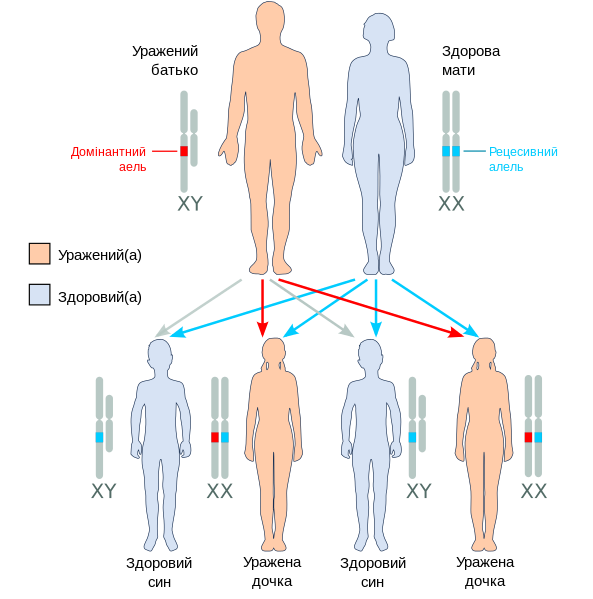 Уражений
батько
Здорова
мати
Домінантний
аель
Рецесивний
алель
XY
XX
Уражений(а)
Здоровий(а)
XY
XX
XY
XX
Здоровий
син
Уражена
дочка
Здоровий
син
Уражена
дочка